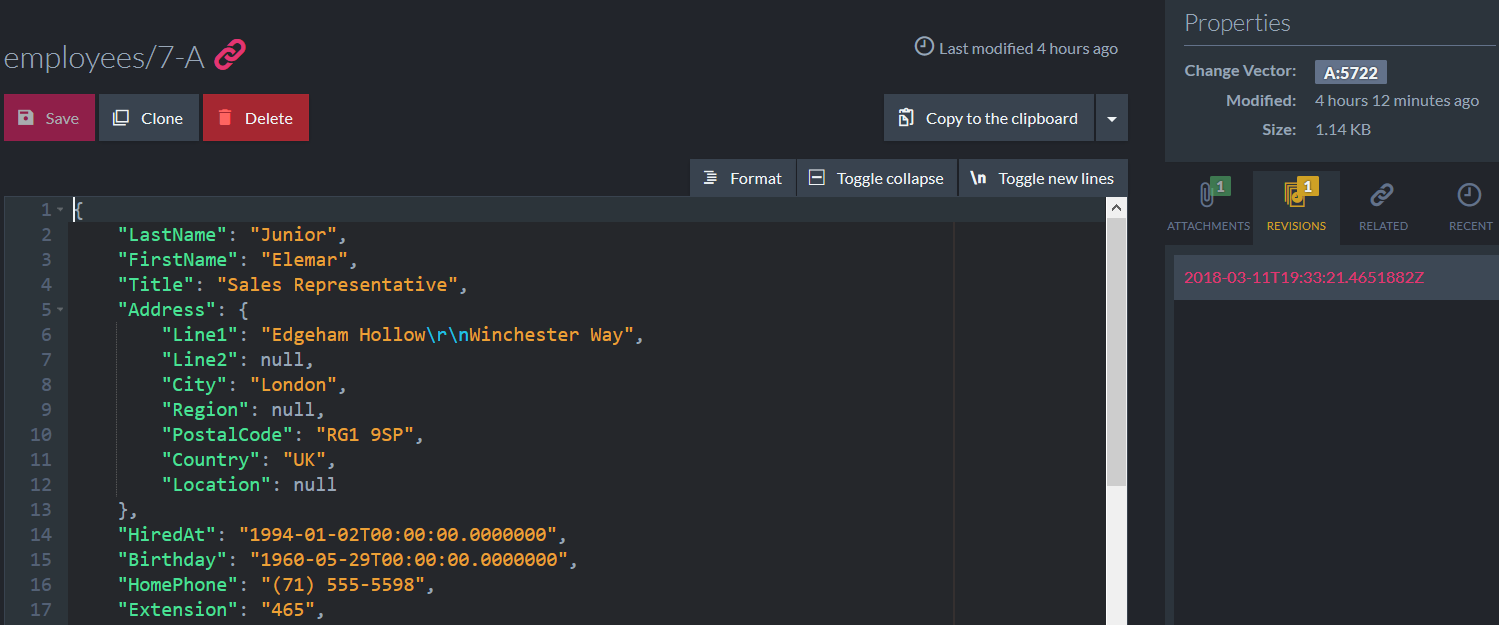 employees/7-A
Last modified 4 hours ago
Save
Clone
Delete
Copy to the clipboard
Format
Toggle collapse
\n Toggle new lines
1 {
2 "LastName": "Junior",
3 "FirstName": "Elemar",
4 "Title": "Sales Representative",
5 "Address": {
6 "Line1": "Edgeham Hollow\r\nWinchester Way",
7 "Line2": null,
8 "City": "London",
9 "Region": null,
10 "PostalCode": "RG1 9SP",
11 "Country": "UK",
12 "Location": null
13 },
14 "HiredAt": "1994-01-02T00:00:00.0000000",
15 "Birthday": "1960-05-29T00:00:00.0000000",
16 "HomePhone": "(71) 555-5598",
17 "Extension": "465",
Properties
Change Vector: A:5722
Modified: 4 hours 12 minutes ago
Size: 1.14 KB
1
ATTACHMENTS
1
REVISIONS
RELATED
RECENT
2018-03-11T19:33:21.4651882Z